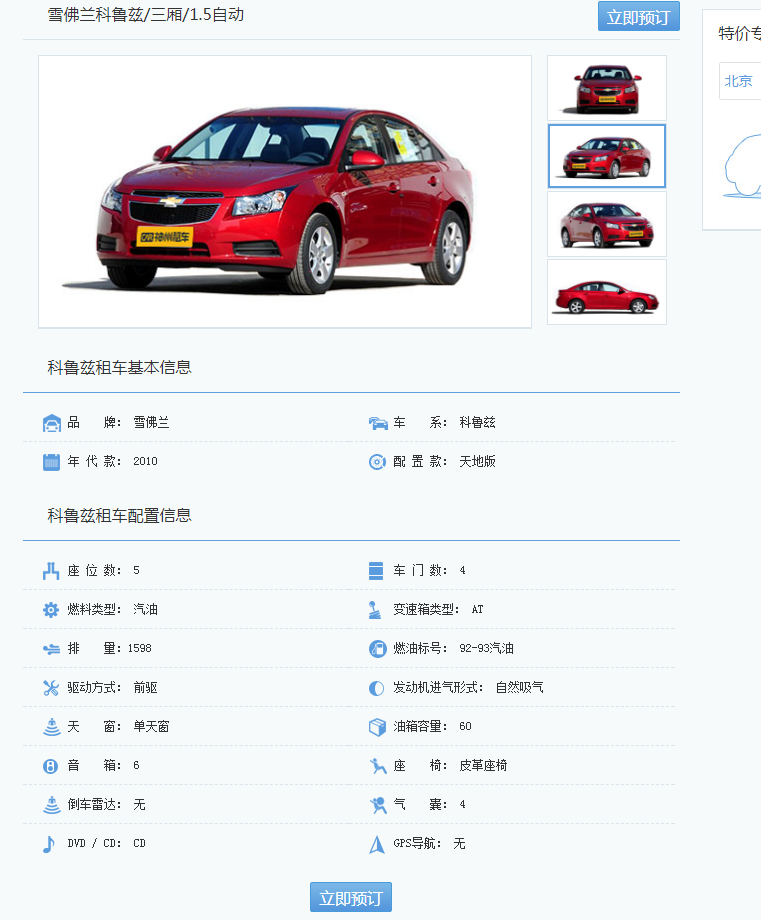 雪佛兰科鲁兹/三厢/1.5自动
立即预订
特价专
北京
神州租车
科鲁兹租车基本信息
品 牌： 雪佛兰
车 系： 科鲁兹
年 代 款： 2010
配 置 款： 天地版
科鲁兹租车配置信息
座 位 数： 5
车 门 数： 4
燃料类型： 汽油
变速箱类型： AT
排 量：1598
燃油标号： 92-93汽油
驱动方式： 前驱
发动机进气形式： 自然吸气
天 窗： 单天窗
油箱容量： 60
音 箱： 6
座 椅： 皮革座椅
倒车雷达： 无
气 囊： 4
DVD / CD： CD
GPS导航： 无
立即预订